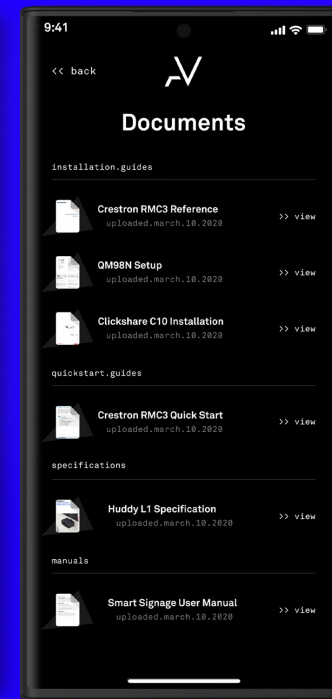 9:41
<< back
Documents
installation.guides
Crestron RMC3 Reference
uploaded.march.10.2020
>> view
QM98N Setup
uploaded.march.10.2020
>> view
Clickshare C10 Installation
uploaded.march.10.2020
>> view
quickstart.guides
Crestron RMC3 Quick Start
uploaded.march.10.2020
>> view
specifications
Huddy L1 Specification
uploaded.march.10.2020
>> view
manuals
Smart Signage User Manual
uploaded.march.10.2020
>> view